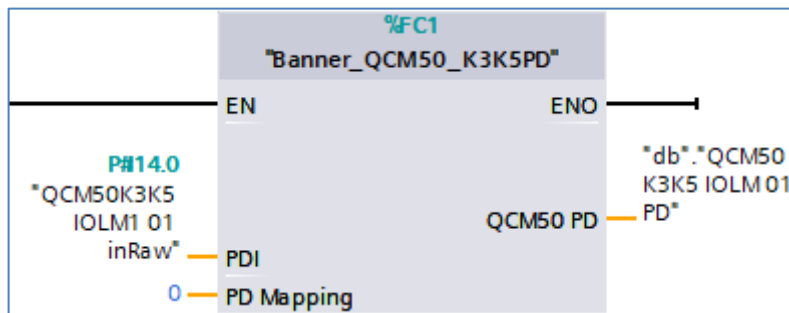 %FC1
"Banner_QCM50_K3K5PD"
EN
ENO
P#I14.0
"QCM50K3K5
IOLM1 01
inRaw"
PDI
0
PD Mapping
QCM50 PD
"db"."QCM50
K3K5 IOLM 01
PD"